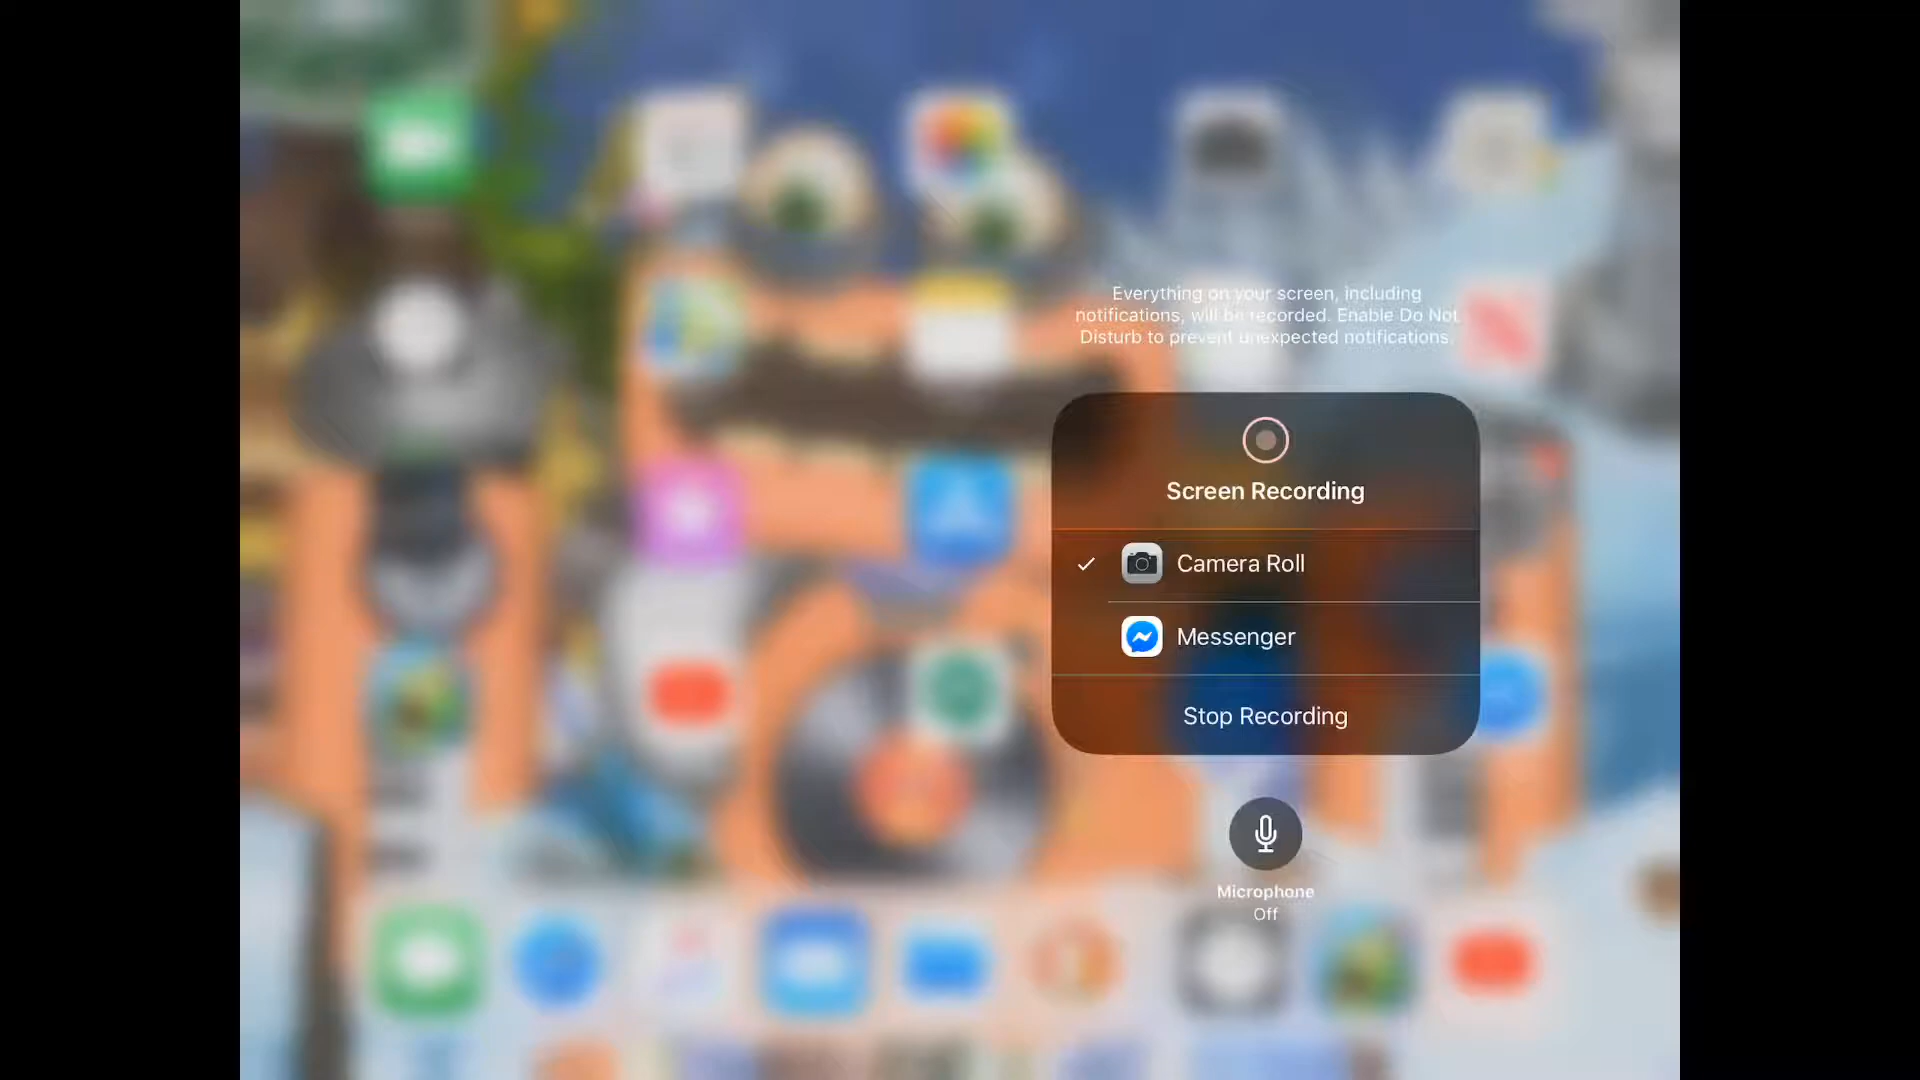 Everything on your screen, including
notifications, will be recorded. Enable Do Not
Disturb to prevent unexpected notifications.
Screen Recording
Camera Roll
Messenger
Stop Recording
Microphone
Off